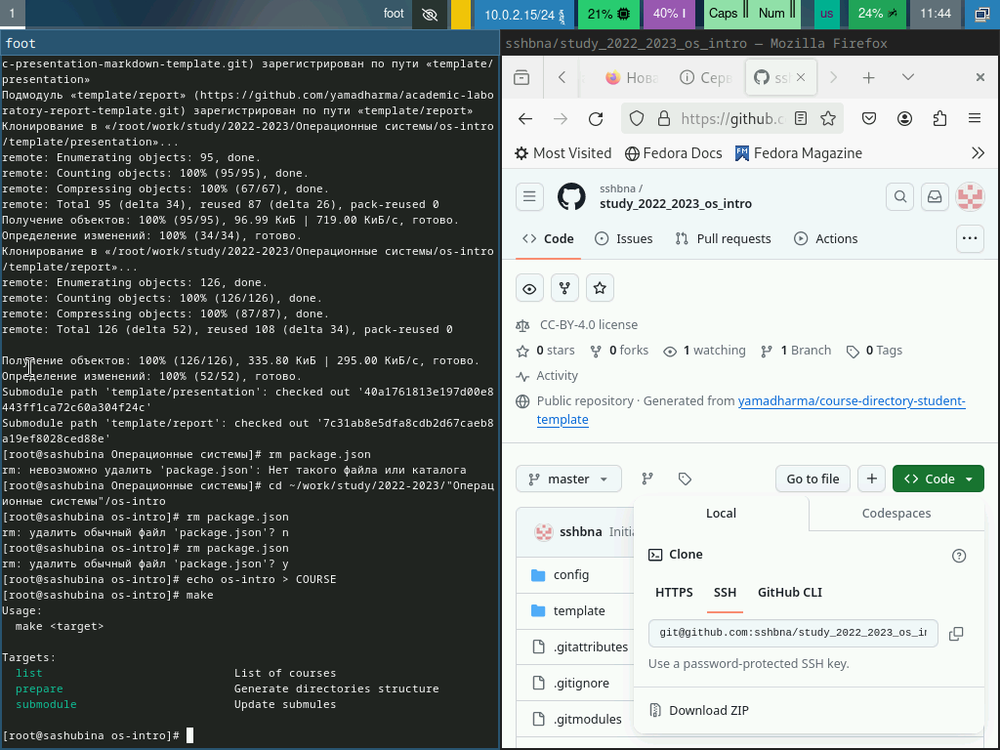 1
foot
10.0.2.15/24
21%
40%
Caps
Num
us
24%
11:44
foot
c-presentation-markdown-template.git) зарегистрирован по пути «template/
presentation»
Подмодуль «template/report» (https://github.com/yamadharma/academic-labo
ratory-report-template.git) зарегистрирован по пути «template/report»
Клонирование в «/root/work/study/2022-2023/Операционные системы/os-intro
/template/presentation»...
remote: Enumerating objects: 95, done.
remote: Counting objects: 100% (95/95), done.
remote: Compressing objects: 100% (67/67), done.
remote: Total 95 (delta 34), reused 87 (delta 26), pack-reused 0
Получение объектов: 100% (95/95), 96.99 КиБ | 719.00 КиБ/с, готово.
Определение изменений: 100% (34/34), готово.
Клонирование в «/root/work/study/2022-2023/Операционные системы/os-intro
/template/report»...
remote: Enumerating objects: 126, done.
remote: Counting objects: 100% (126/126), done.
remote: Compressing objects: 100% (87/87), done.
remote: Total 126 (delta 52), reused 108 (delta 34), pack-reused 0
Получение объектов: 100% (126/126), 335.80 КиБ | 295.00 КиБ/с, готово.
Определение изменений: 100% (52/52), готово.
Submodule path 'template/presentation': checked out '40a1761813e197d00e8
443ff1ca72c60a304f24c'
Submodule path 'template/report': checked out '7c31ab8e5dfa8cdb2d67caeb8
a19ef8028ced88e'
[root@sashubina Операционные системы]# rm package.json
rm: невозможно удалить 'package.json': Нет такого файла или каталога
[root@sashubina Операционные системы]# cd ~/work/study/2022-2023/"Операц
ионные системы"/os-intro
[root@sashubina os-intro]# rm package.json
rm: удалить обычный файл 'package.json'? n
[root@sashubina os-intro]# rm package.json
rm: удалить обычный файл 'package.json'? y
[root@sashubina os-intro]# echo os-intro > COURSE
[root@sashubina os-intro]# make
Usage:
make <target>
Targets:
list List of courses
prepare Generate directories structure
submodule Update submules
[root@sashubina os-intro]#
sshbna/study_2022_2023_os_intro — Mozilla Firefox
Нова
Серв
ssh
https://github.c
Most Visited
Fedora Docs
Fedora Magazine
sshbna /
study_2022_2023_os_intro
Code
Issues
Pull requests
Actions
CC-BY-4.0 license
0 stars
0 forks
1 watching
1 Branch
0 Tags
Activity
Public repository · Generated from yamadharma/course-directory-student-
template
master
Go to file
Code
Local
Codespaces
sshbna Initia
Clone
config
HTTPS
SSH
GitHub CLI
template
git@github.com:sshbna/study_2022_2023_os_in
.gitattributes
Use a password-protected SSH key.
.gitignore
Download ZIP
.gitmodules